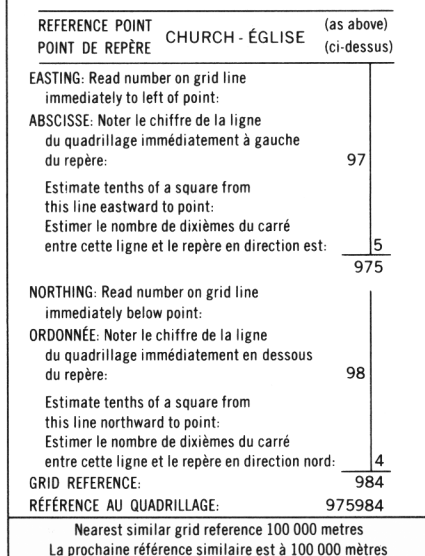 REFERENCE POINT CHURCH - ÉGLISE (as above)
POINT DE REPÈRE (ci-dessus)
EASTING: Read number on grid line
immediately to left of point:
ABSCISSE: Noter le chiffre de la ligne
du quadrillage immédiatement à gauche
du repère: 97
Estimate tenths of a square from
this line eastward to point:
Estimer le nombre de dixièmes du carré
entre cette ligne et le repère en direction est: 5
975
NORTHING: Read number on grid line
immediately below point:
ORDONNÉE: Noter le chiffre de la ligne
du quadrillage immédiatement en dessous
du repère: 98
Estimate tenths of a square from
this line northward to point:
Estimer le nombre de dixièmes du carré
entre cette ligne et le repère en direction nord: 4
GRID REFERENCE: 984
RÉFÉRENCE AU QUADRILLAGE: 975984
Nearest similar grid reference 100 000 metres
La prochaine référence similaire est à 100 000 mètres